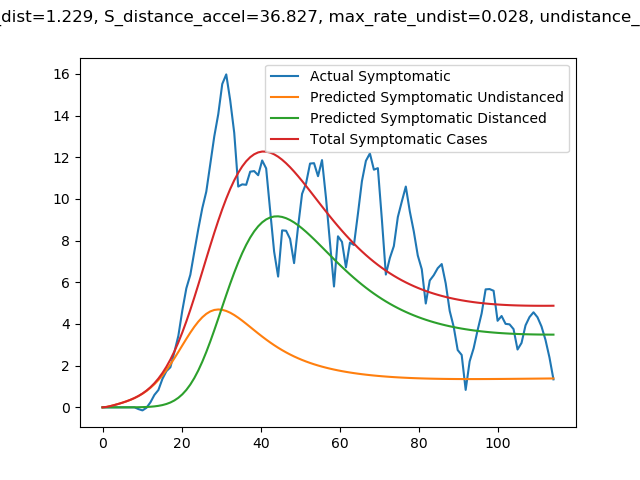 _dist=1.229, S_distance_accel=36.827, max_rate_undist=0.028, undistance_
Actual Symptomatic
Predicted Symptomatic Undistanced
Predicted Symptomatic Distanced
Total Symptomatic Cases
16
14
12
10
8
6
4
2
0
0 20 40 60 80 100